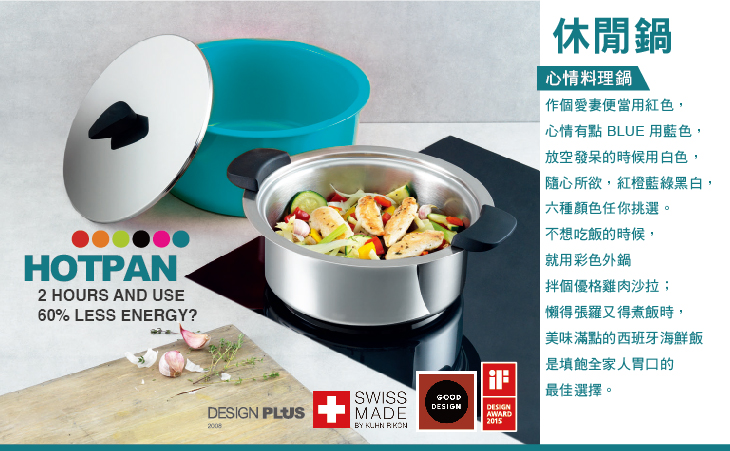 休閒鍋
心情料理鍋
作個愛妻便當用紅色，
心情有點 BLUE 用藍色，
放空發呆的時候用白色，
隨心所欲，紅橙藍綠黑白，
六種顏色任你挑選。
不想吃飯的時候，
就用彩色外鍋
拌個優格雞肉沙拉；
懶得張羅又得煮飯時，
美味滿點的西班牙海鮮飯
是填飽全家人胃口的
最佳選擇。
HOTPAN
2 HOURS AND USE
60% LESS ENERGY?
DESIGN PLUS
2008
SWISS
MADE
BY KUHN RIKON
GOOD
DESIGN
iF
DESIGN
AWARD
2015